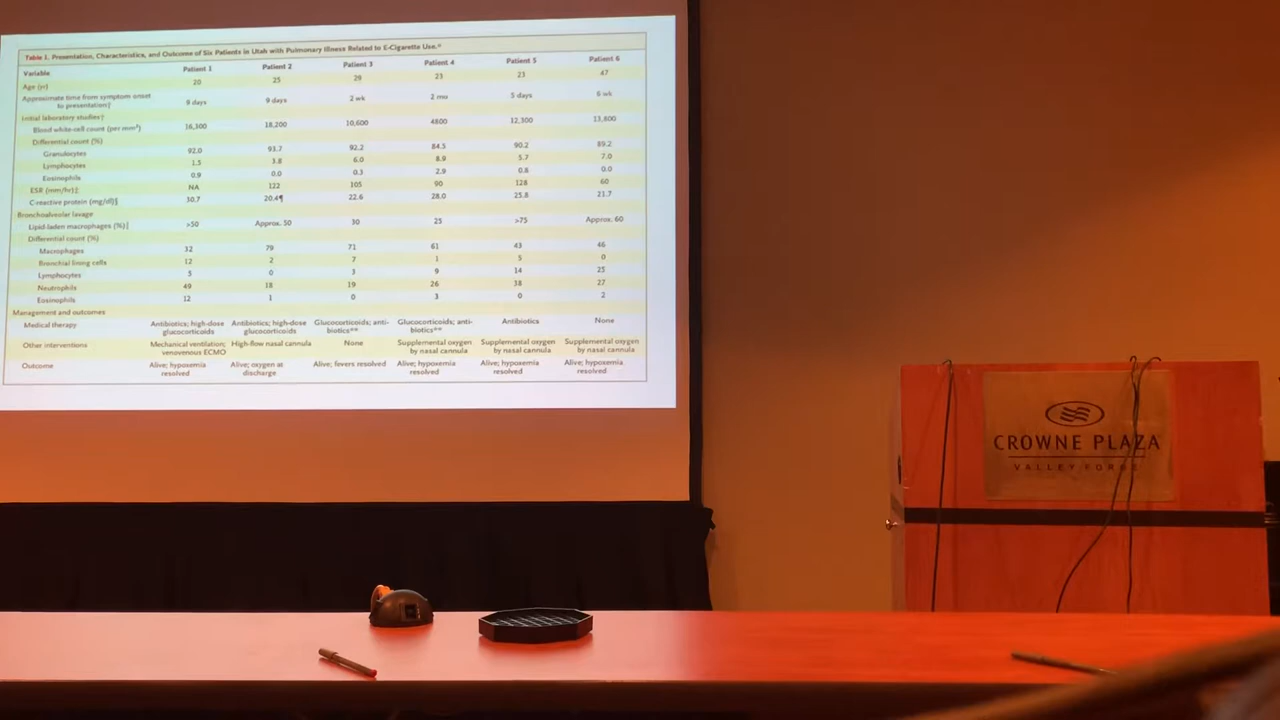 Table 1. Presentation, Characteristics, and Outcome of Six Patients in Utah with Pulmonary Illness Related to E-Cigarette Use.*
Variable Patient 1 Patient 2 Patient 3 Patient 4 Patient 5 Patient 6
Age (yr) 20 25 29 23 23 47
Approximate time from symptom onset to presentation† 9 days 9 days 2 wk 2 mo 5 days 6 wk
Initial laboratory studies†
Blood white-cell count (per mm³) 16,300 18,200 10,600 4800 12,300 13,800
Differential count (%)
Granulocytes 92.0 93.7 92.2 84.5 90.2 89.2
Lymphocytes 1.5 3.8 6.0 8.9 5.7 7.0
Eosinophils 0.9 0.0 0.3 2.9 0.8 0.0
ESR (mm/hr)‡ NA 122 105 90 128 60
C-reactive protein (mg/dl)§ 30.7 20.4¶ 22.6 28.0 25.8 21.7
Bronchoalveolar lavage
Lipid-laden macrophages (%)‖ >50 Approx. 50 30 25 >75 Approx. 60
Differential count (%)
Macrophages 32 79 71 61 43 46
Bronchial lining cells 12 2 7 1 5 0
Lymphocytes 5 0 3 9 14 25
Neutrophils 49 18 19 26 38 27
Eosinophils 12 1 0 3 0 2
Management and outcomes
Medical therapy Antibiotics; high-dose glucocorticoids Antibiotics; high-dose glucocorticoids Glucocorticoids; anti-biotics** Glucocorticoids; anti-biotics** Antibiotics None
Other interventions Mechanical ventilation; venovenous ECMO High-flow nasal cannula None Supplemental oxygen by nasal cannula Supplemental oxygen by nasal cannula Supplemental oxygen by nasal cannula
Outcome Alive; hypoxemia resolved Alive; oxygen at discharge Alive; fevers resolved Alive; hypoxemia resolved Alive; hypoxemia resolved Alive; hypoxemia resolved
CROWNE PLAZA
VALLEY FORGE